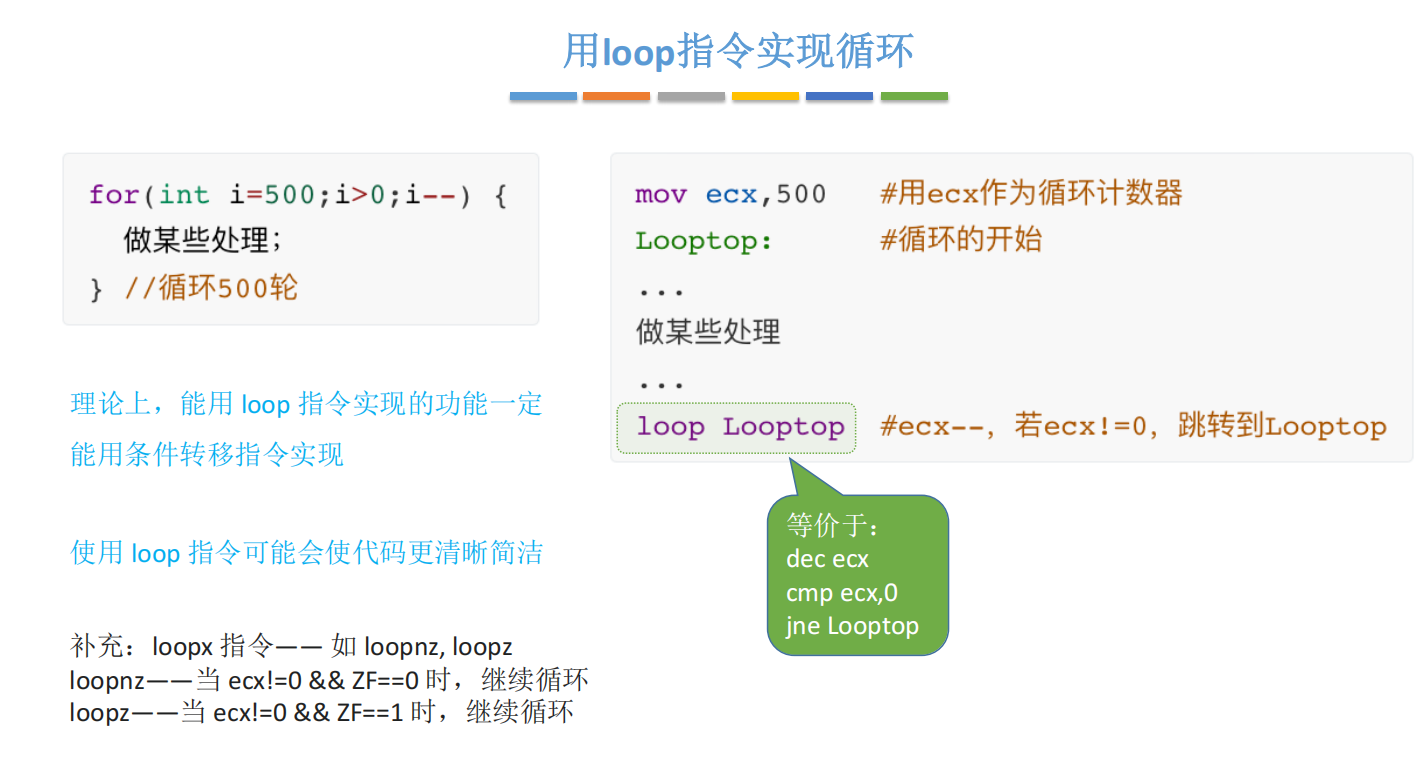 用loop指令实现循环
for(int i=500;i>0;i--) {
做某些处理;
} //循环500轮
mov ecx,500 #用ecx作为循环计数器
Looptop: #循环的开始
...
做某些处理
...
loop Looptop #ecx--，若ecx!=0，跳转到Looptop
等价于：
dec ecx
cmp ecx,0
jne Looptop
理论上，能用 loop 指令实现的功能一定
能用条件转移指令实现
使用 loop 指令可能会使代码更清晰简洁
补充：loopx 指令—— 如 loopnz, loopz
loopnz——当 ecx!=0 && ZF==0 时，继续循环
loopz——当 ecx!=0 && ZF==1 时，继续循环